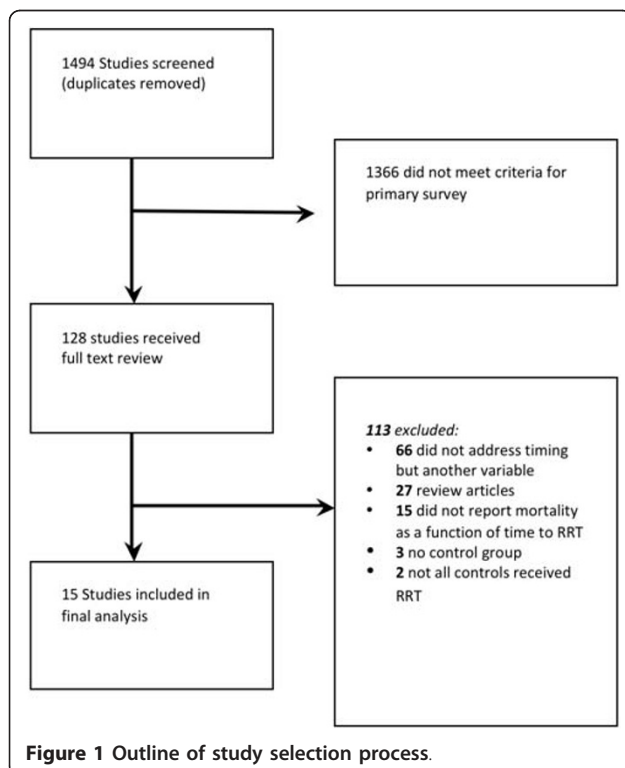 1494 Studies screened
(duplicates removed)
1366 did not meet criteria for
primary survey
128 studies received
full text review
113 excluded:
• 66 did not address timing
but another variable
• 27 review articles
• 15 did not report mortality
as a function of time to RRT
• 3 no control group
• 2 not all controls received
RRT
15 Studies included in
final analysis
Figure 1 Outline of study selection process.